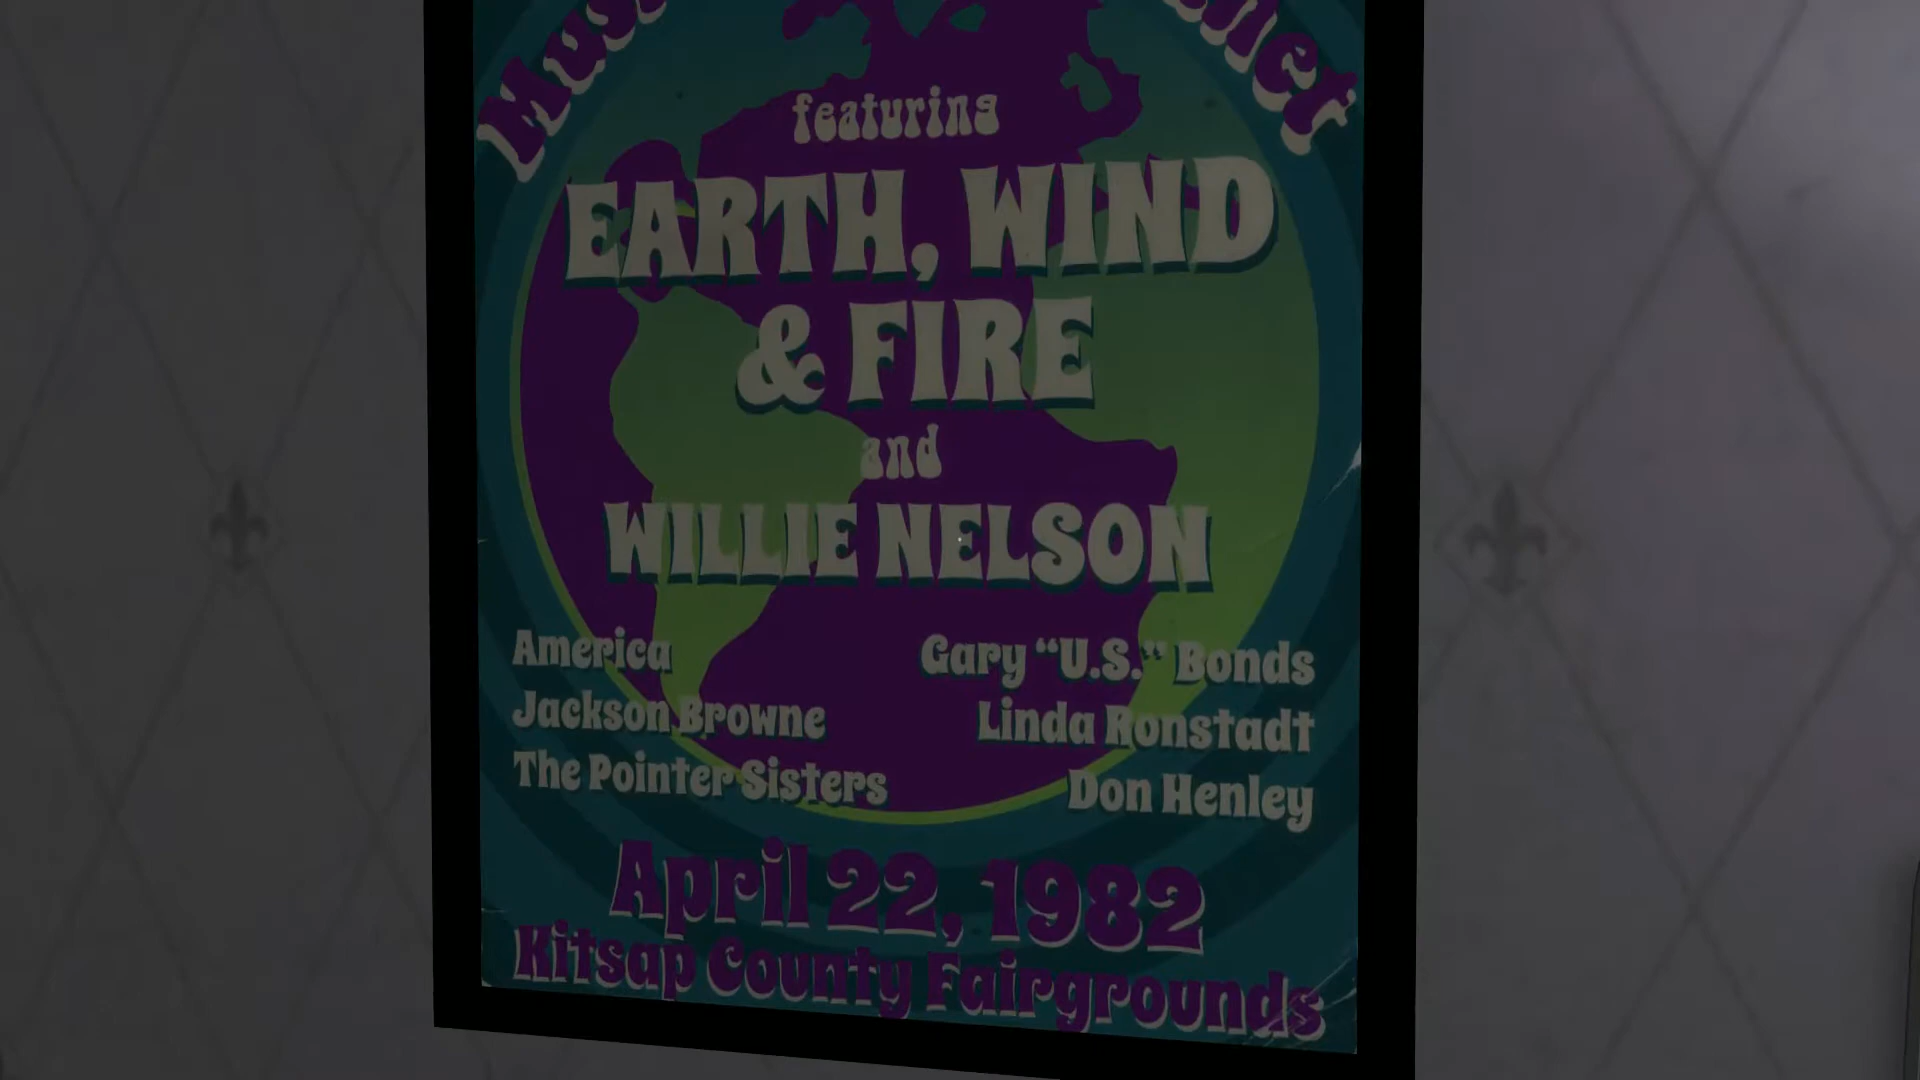 featuring
EARTH, WIND
& FIRE
and
WILLIE NELSON
America
Jackson Browne
The Pointer Sisters
Gary "U.S." Bonds
Linda Ronstadt
Don Henley
April 22, 1982
Kitsap County Fairgrounds